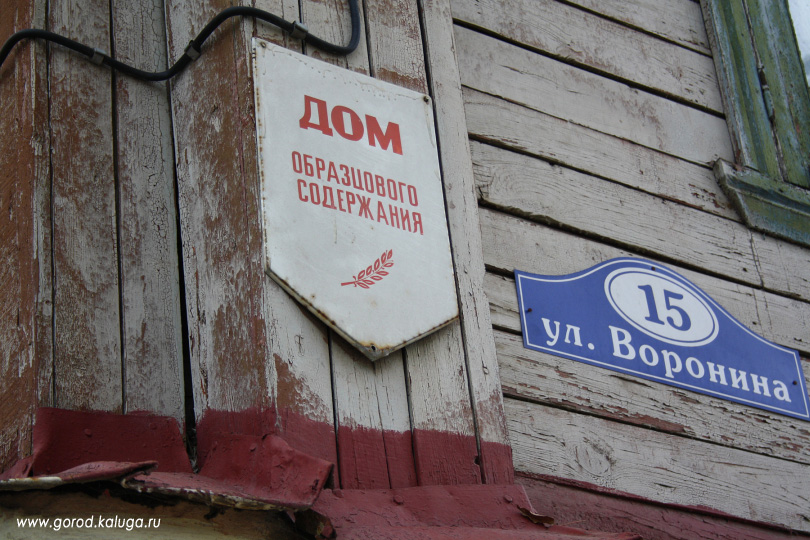 ДОМ
ОБРАЗЦОВОГО
СОДЕРЖАНИЯ
15
ул. Воронина
www.gorod.kaluga.ru